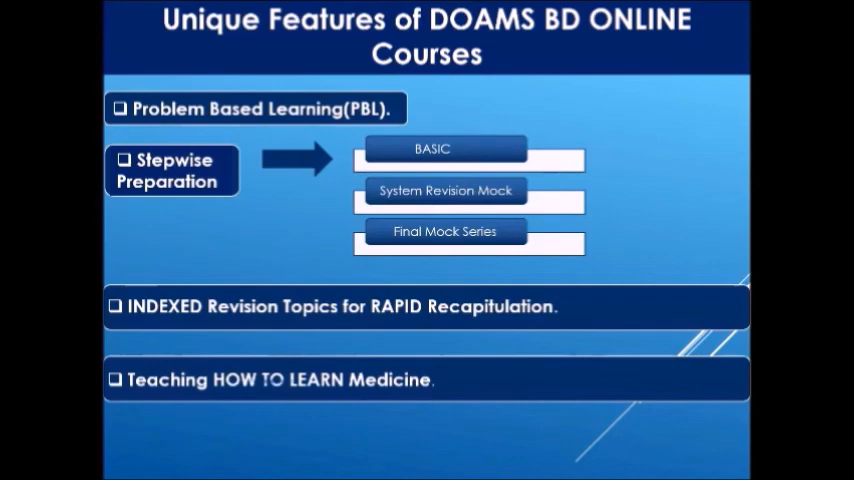 Unique Features of DOAMS BD ONLINE
Courses
❑ Problem Based Learning(PBL).
❑ Stepwise
Preparation
BASIC
System Revision Mock
Final Mock Series
❑ INDEXED Revision Topics for RAPID Recapitulation.
❑ Teaching HOW TO LEARN Medicine.